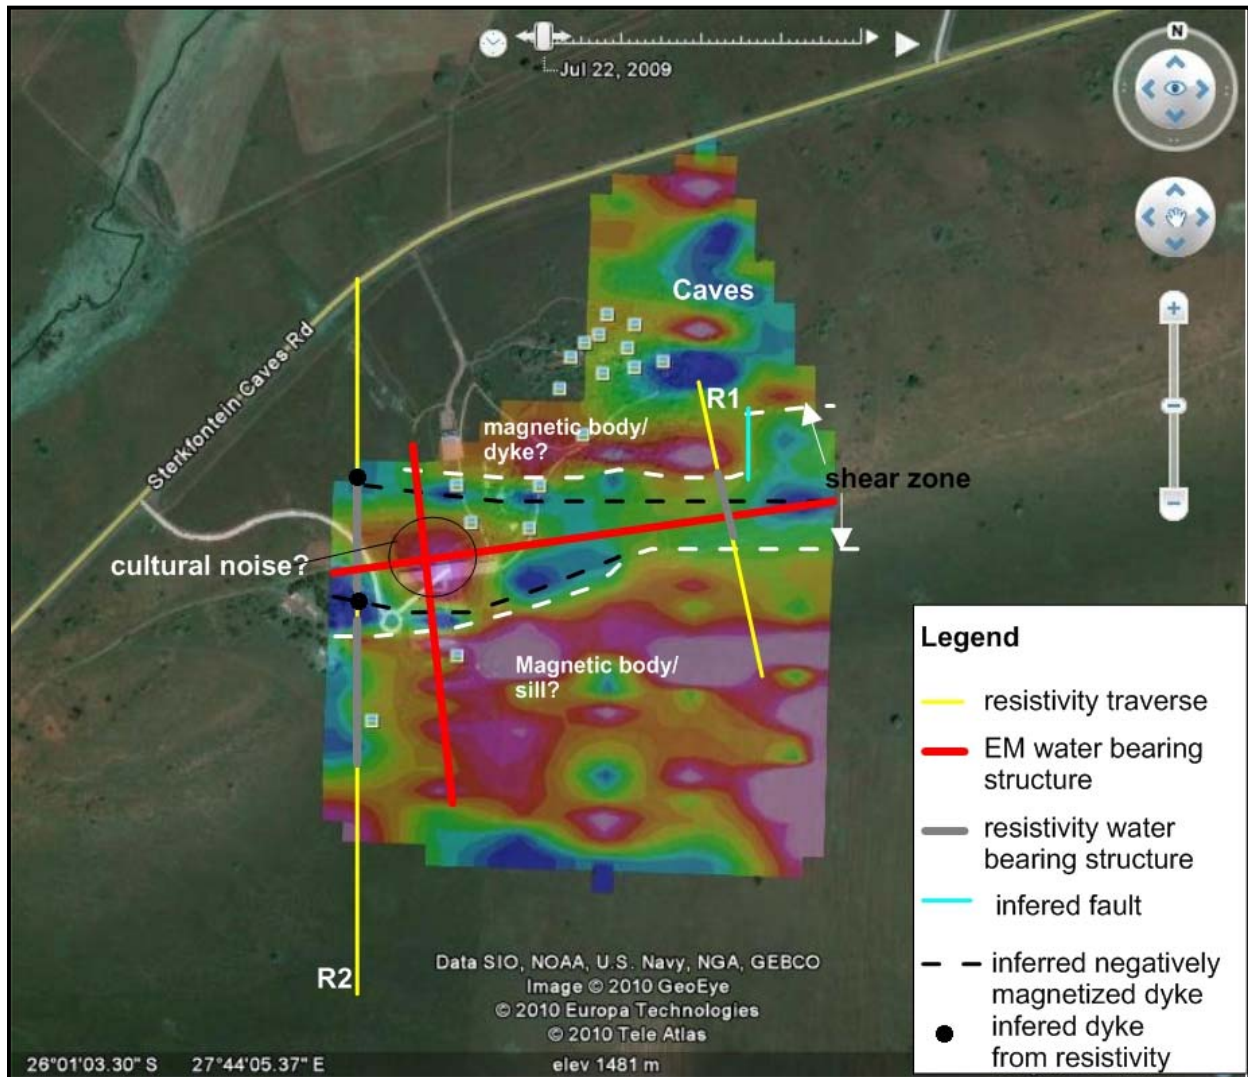 N
Jul 22, 2009
Caves
Sterkfontein Caves Rd
R1
magnetic body/
dyke?
shear zone
cultural noise?
Magnetic body/
sill?
R2
Legend
resistivity traverse
EM water bearing
structure
resistivity water
bearing structure
infered fault
inferred negatively
magnetized dyke
infered dyke
from resistivity
Data SIO, NOAA, U.S. Navy, NGA, GEBCO
Image © 2010 GeoEye
© 2010 Europa Technologies
© 2010 Tele Atlas
26°01'03.30" S 27°44'05.37" E elev 1481 m